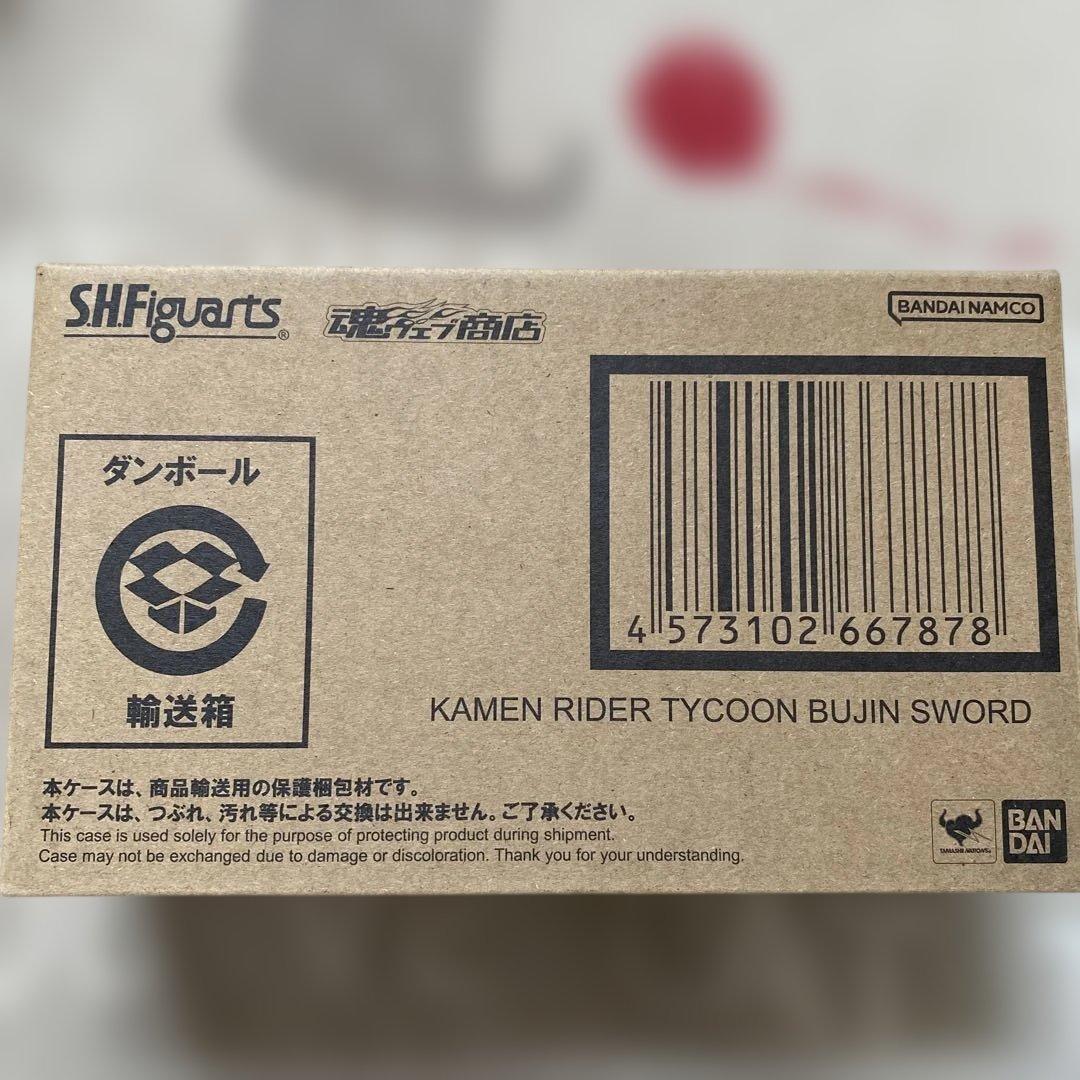 S.H.Figuarts®
魂ウェブ商店
BANDAI NAMCO
ダンボール
輸送箱
4 573102 667878
KAMEN RIDER TYCOON BUJIN SWORD
本ケースは、商品輸送用の保護梱包材です。
本ケースは、つぶれ、汚れ等による交換は出来ません。ご了承ください。
This case is used solely for the purpose of protecting product during shipment.
Case may not be exchanged due to damage or discoloration. Thank you for your understanding.
TAMASHII NATIONS®
BAN
DAI